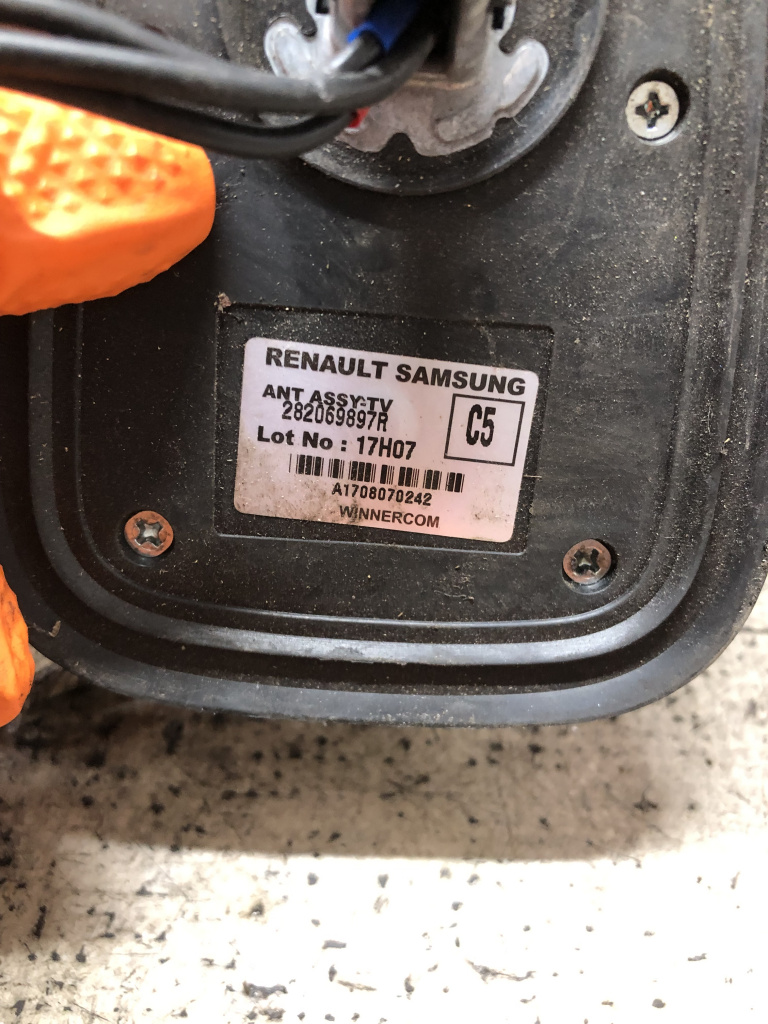 RENAULT SAMSUNG
ANT ASSY-TV
282069897R
C5
Lot No : 17H07
A1708070242
WINNERCOM